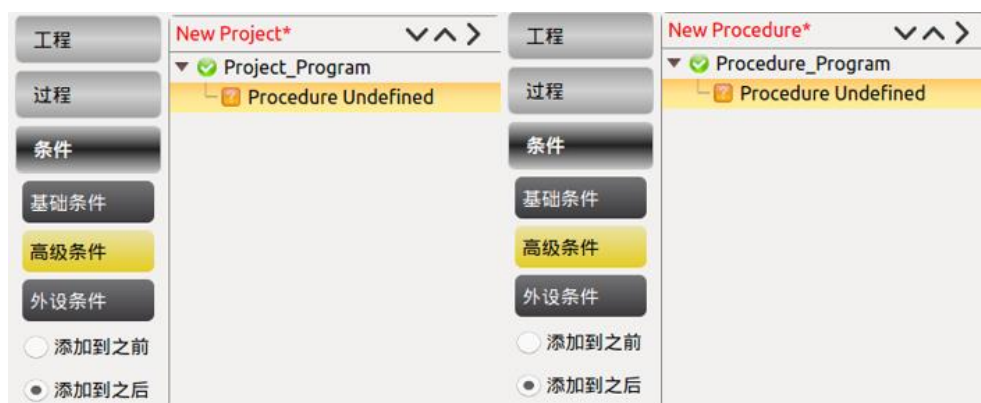 工程
过程
条件
基础条件
高级条件
外设条件
添加到之前
添加到之后
New Project*
Project_Program
Procedure Undefined
工程
过程
条件
基础条件
高级条件
外设条件
添加到之前
添加到之后
New Procedure*
Procedure_Program
Procedure Undefined